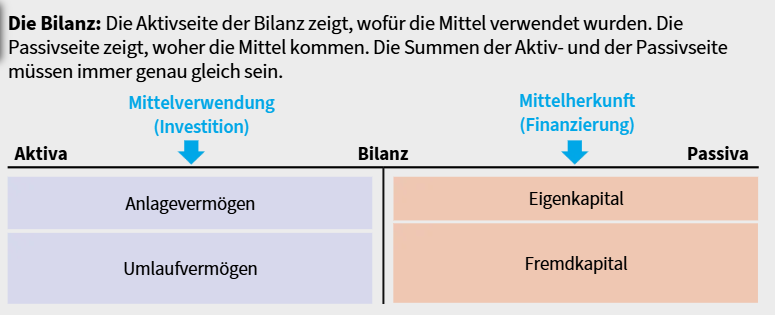 Die Bilanz: Die Aktivseite der Bilanz zeigt, wofür die Mittel verwendet wurden. Die
Passivseite zeigt, woher die Mittel kommen. Die Summen der Aktiv- und der Passivseite
müssen immer genau gleich sein.
Mittelverwendung
(Investition)
Mittelherkunft
(Finanzierung)
Aktiva Bilanz Passiva
Anlagevermögen
Eigenkapital
Umlaufvermögen
Fremdkapital